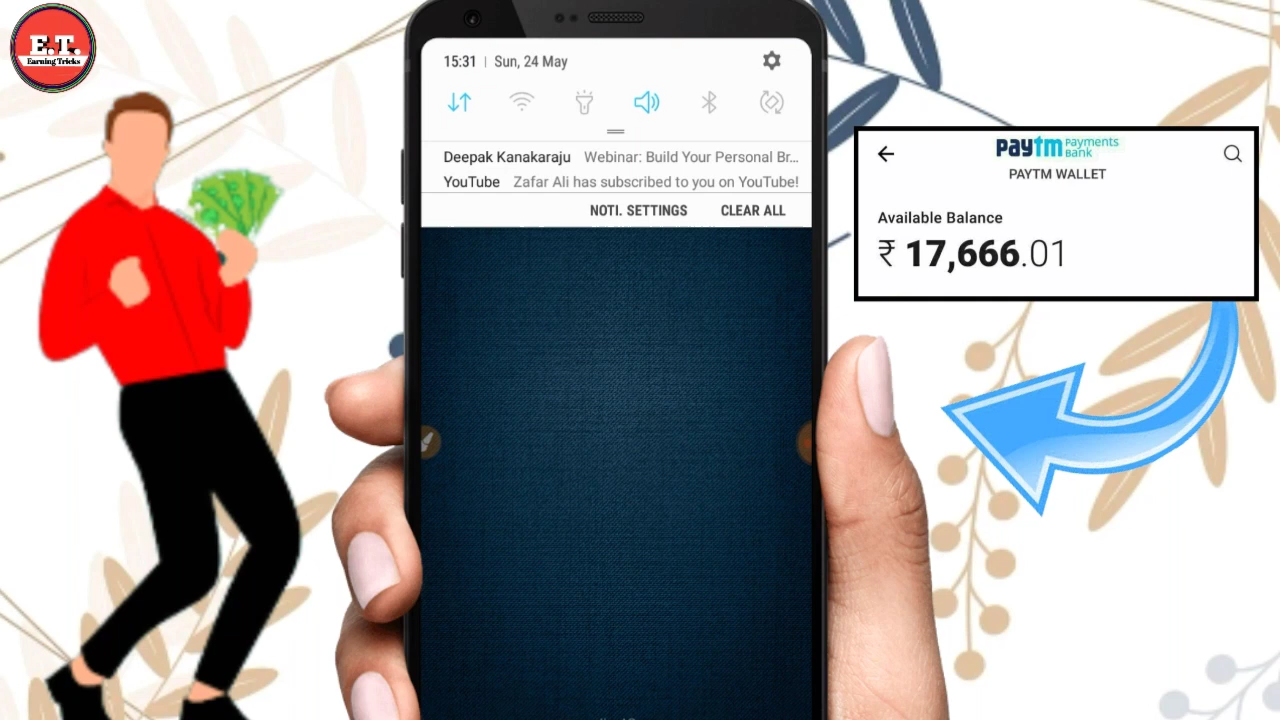 E.T.
Earning Tricks
15:31 | Sun, 24 May
Deepak Kanakaraju Webinar: Build Your Personal Br...
YouTube Zafar Ali has subscribed to you on YouTube!
NOTI. SETTINGS CLEAR ALL
paytm Payments Bank
PAYTM WALLET
Available Balance
₹ 17,666.01